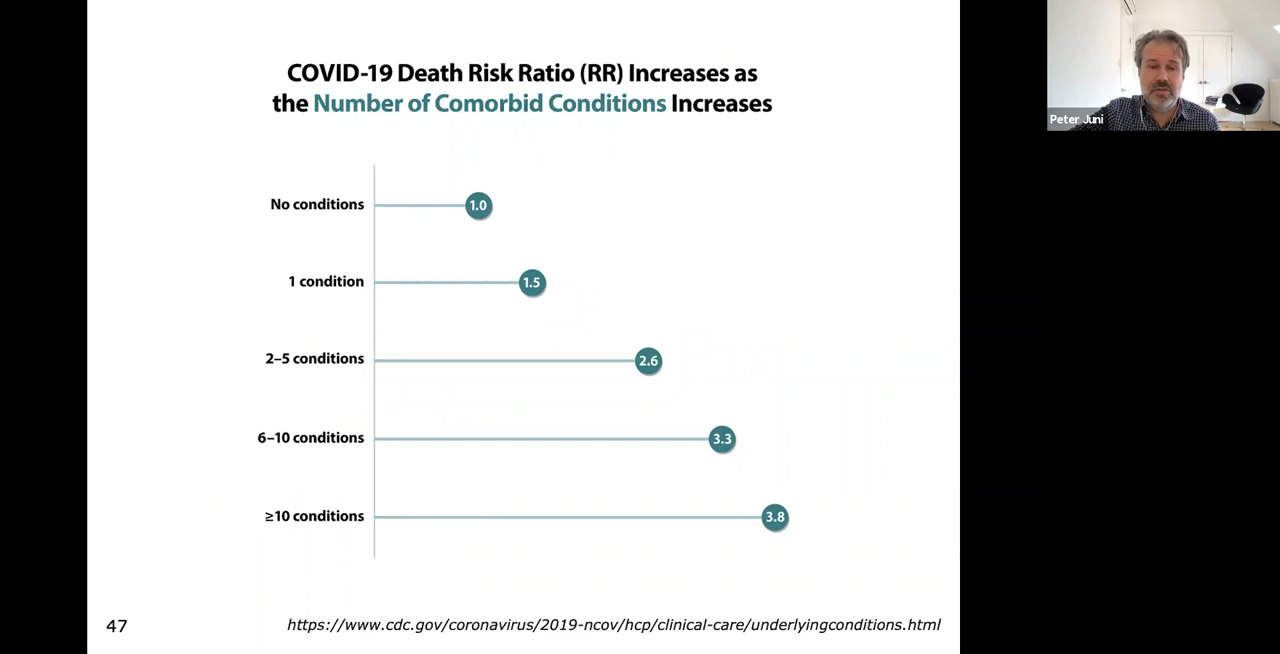 COVID-19 Death Risk Ratio (RR) Increases as
the Number of Comorbid Conditions Increases
No conditions
1.0
1 condition
1.5
2–5 conditions
2.6
6–10 conditions
3.3
≥10 conditions
3.8
47
https://www.cdc.gov/coronavirus/2019-ncov/hcp/clinical-care/underlyingconditions.html
Peter Juni